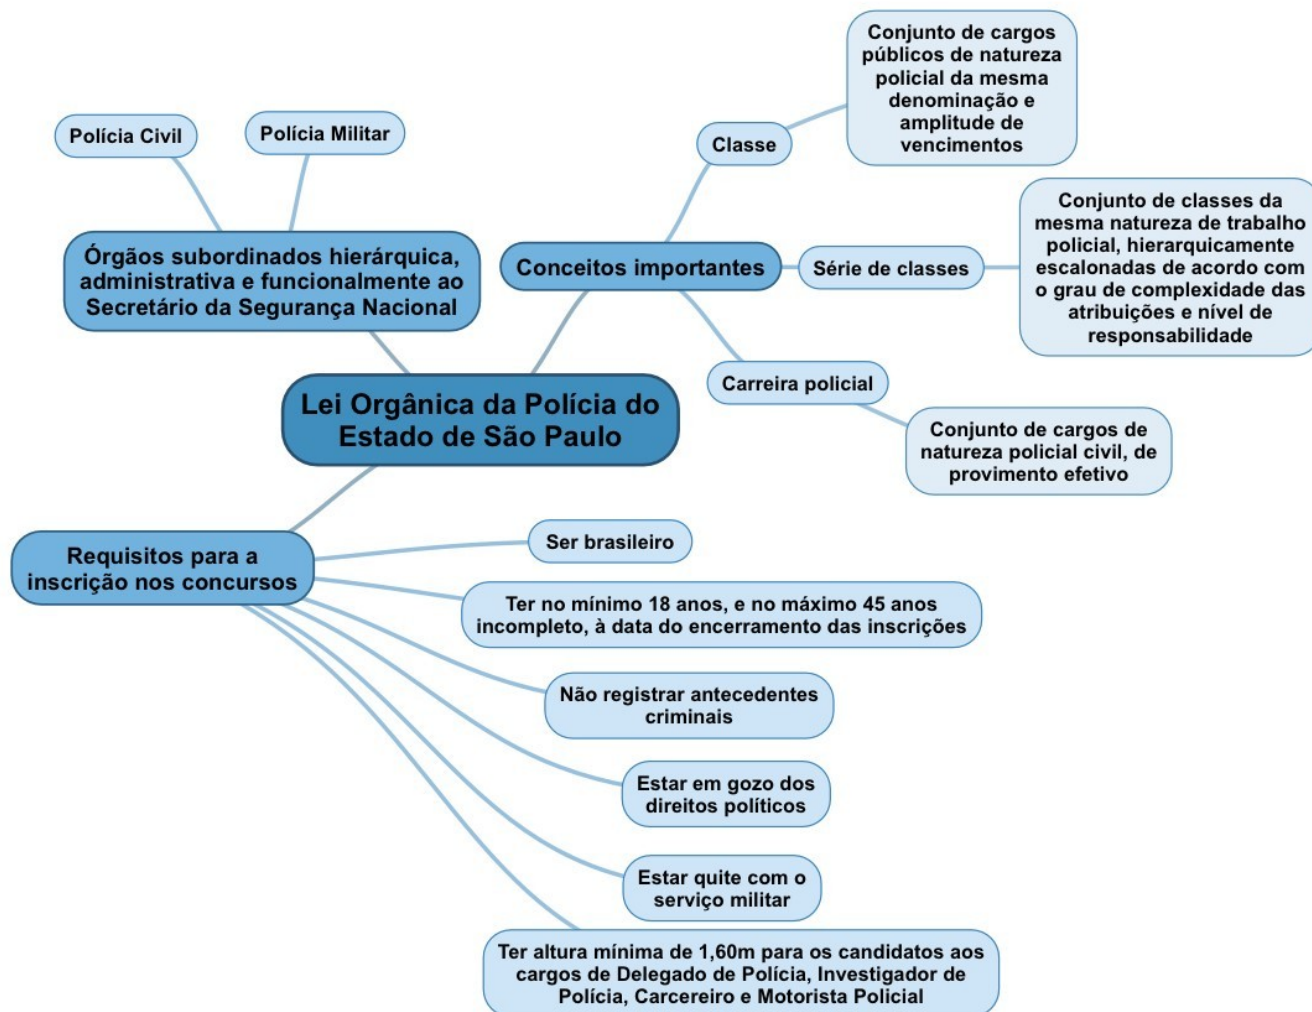 Conjunto de cargos
públicos de natureza
policial da mesma
denominação e
amplitude de
vencimentos
Polícia Civil
Polícia Militar
Classe
Órgãos subordinados hierárquica,
administrativa e funcionalmente ao
Secretário da Segurança Nacional
Conceitos importantes
Série de classes
Conjunto de classes da
mesma natureza de trabalho
policial, hierarquicamente
escalonadas de acordo com
o grau de complexidade das
atribuições e nível de
responsabilidade
Carreira policial
Lei Orgânica da Polícia do
Estado de São Paulo
Conjunto de cargos de
natureza policial civil, de
provimento efetivo
Requisitos para a
inscrição nos concursos
Ser brasileiro
Ter no mínimo 18 anos, e no máximo 45 anos
incompleto, à data do encerramento das inscrições
Não registrar antecedentes
criminais
Estar em gozo dos
direitos políticos
Estar quite com o
serviço militar
Ter altura mínima de 1,60m para os candidatos aos
cargos de Delegado de Polícia, Investigador de
Polícia, Carcereiro e Motorista Policial